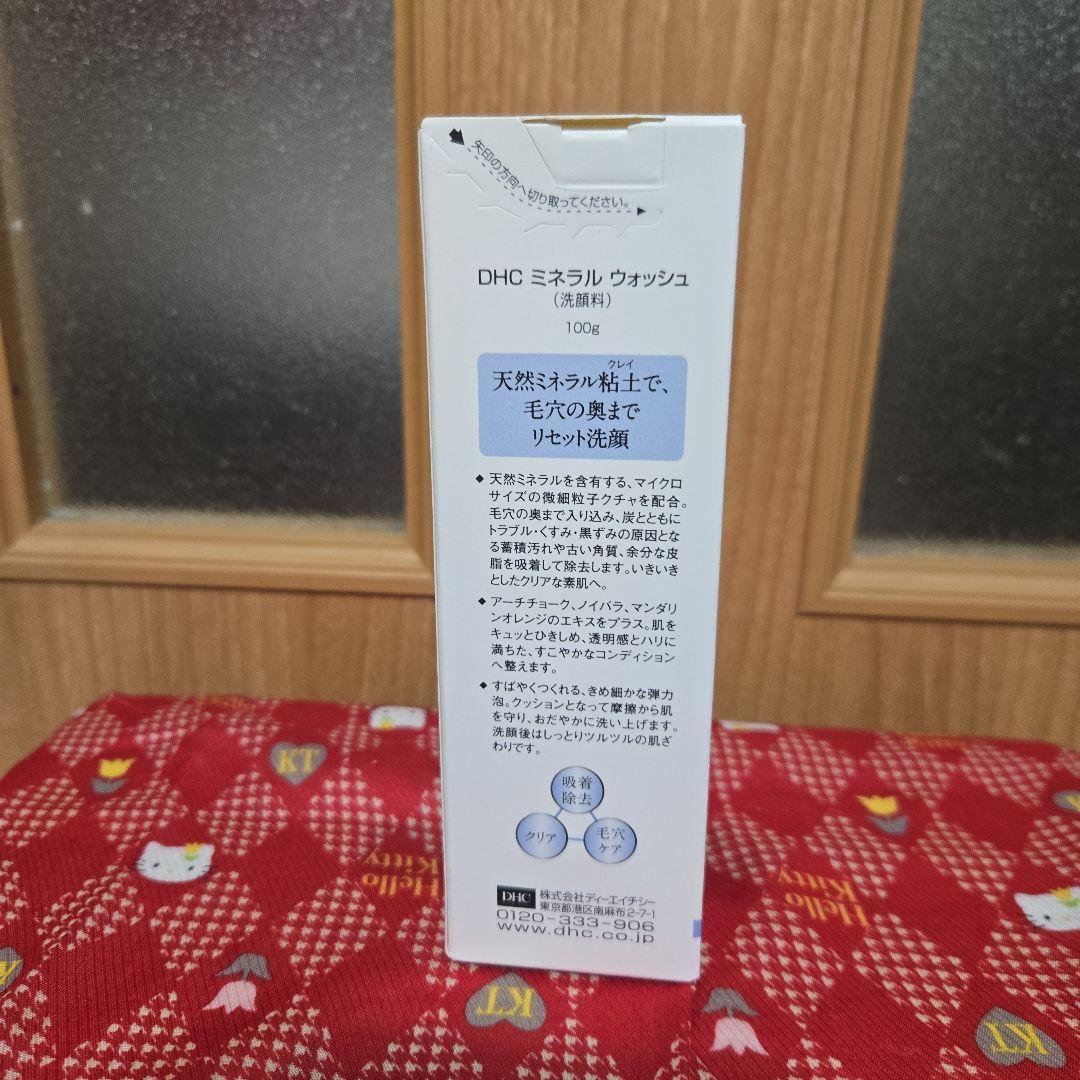 矢印の方向へ切り取ってください。
DHC ミネラル ウォッシュ
(洗顔料)
100g
クレイ
天然ミネラル粘土で、
毛穴の奥まで
リセット洗顔
◆ 天然ミネラルを含有する、マイクロ
サイズの微細粒子クチャを配合。
毛穴の奥まで入り込み、炭とともに
トラブル・くすみ・黒ずみの原因とな
る蓄積汚れや古い角質、余分な皮
脂を吸着して除去します。いきいき
としたクリアな素肌へ。
◆ アーチチョーク、ノイバラ、マンダリ
ンオレンジのエキスをプラス。肌を
キュッとひきしめ、透明感とハリに
満ちた、すこやかなコンディション
へ整えます。
◆ すばやくつくれる、きめ細かな弾力
泡。クッションとなって摩擦から肌
を守り、おだやかに洗い上げます。
洗顔後はしっとりツルツルの肌ざ
わりです。
吸着
除去
クリア
毛穴
ケア
DHC 株式会社ディーエイチシー
東京都港区南麻布2-7-1
0120-333-906
www.dhc.co.jp
KT
Hello
Kitty
Hello
Kitty
KT
KT